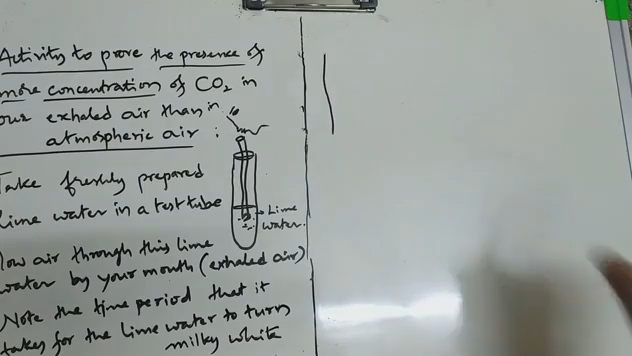 Activity to prove the presence of
more concentration of CO2 in
our exhaled air than in
atmospheric air :
Take freshly prepared
lime water in a test tube
Lime
water.
low air through this lime
water by your mouth (exhaled air)
Note the time period that it
takes for the lime water to turn
milky white